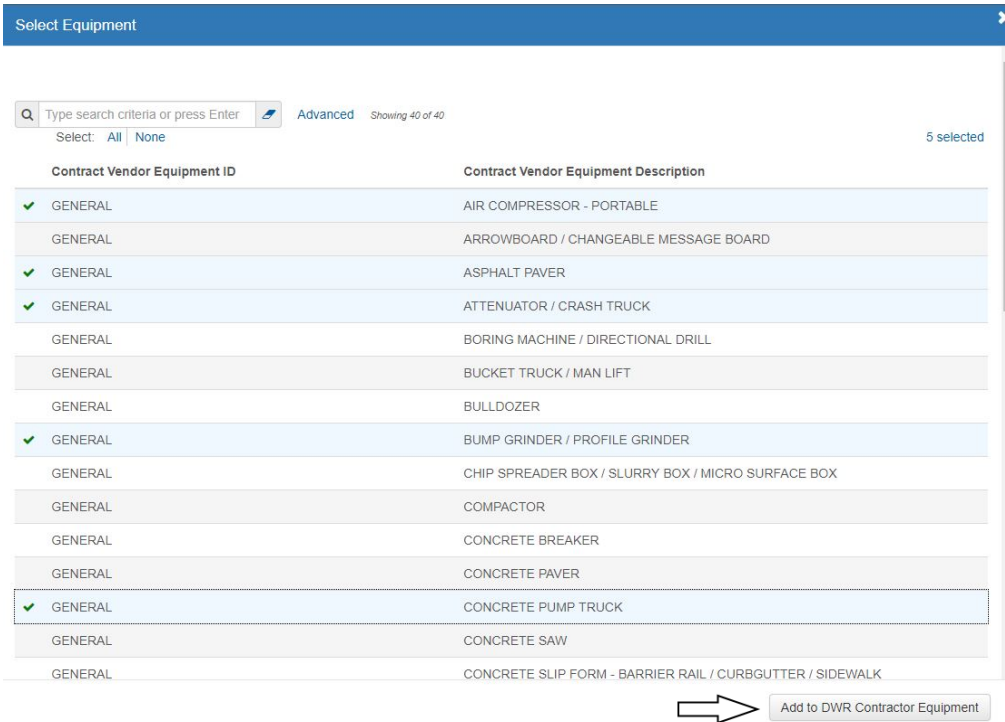 Select Equipment
Type search criteria or press Enter Advanced Showing 40 of 40
Select: All None 5 selected
Contract Vendor Equipment ID Contract Vendor Equipment Description
GENERAL AIR COMPRESSOR - PORTABLE
GENERAL ARROWBOARD / CHANGEABLE MESSAGE BOARD
GENERAL ASPHALT PAVER
GENERAL ATTENUATOR / CRASH TRUCK
GENERAL BORING MACHINE / DIRECTIONAL DRILL
GENERAL BUCKET TRUCK / MAN LIFT
GENERAL BULLDOZER
GENERAL BUMP GRINDER / PROFILE GRINDER
GENERAL CHIP SPREADER BOX / SLURRY BOX / MICRO SURFACE BOX
GENERAL COMPACTOR
GENERAL CONCRETE BREAKER
GENERAL CONCRETE PAVER
GENERAL CONCRETE PUMP TRUCK
GENERAL CONCRETE SAW
GENERAL CONCRETE SLIP FORM - BARRIER RAIL / CURBGUTTER / SIDEWALK
Add to DWR Contractor Equipment